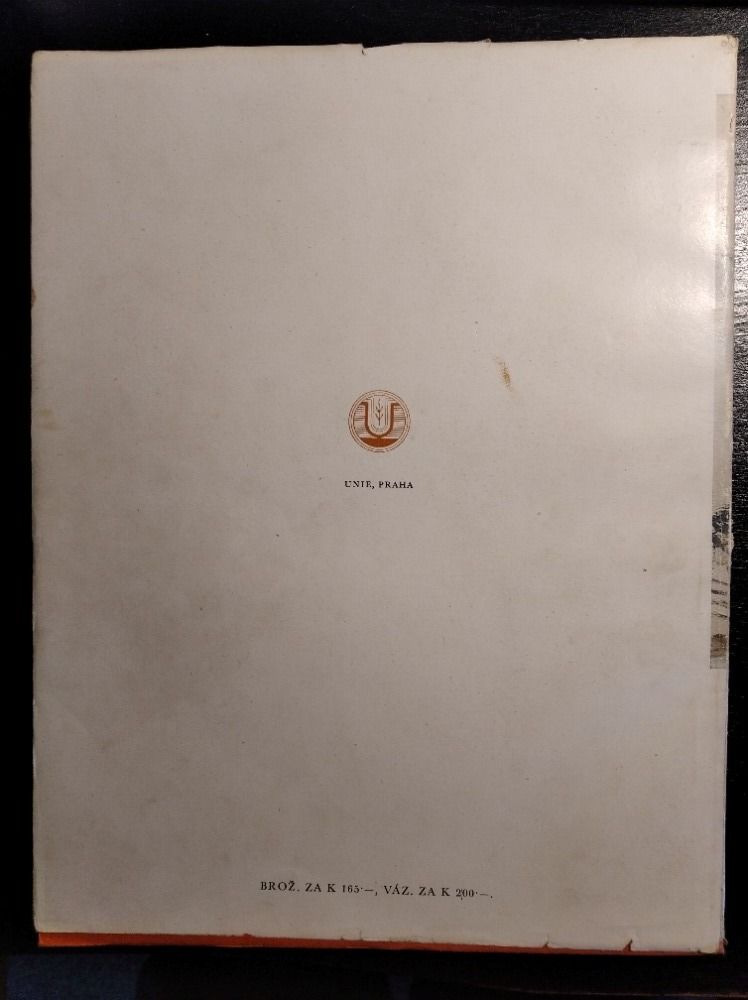 U
UNIE, PRAHA
BROŽ. ZA K 165·—, VÁZ. ZA K 200·—.